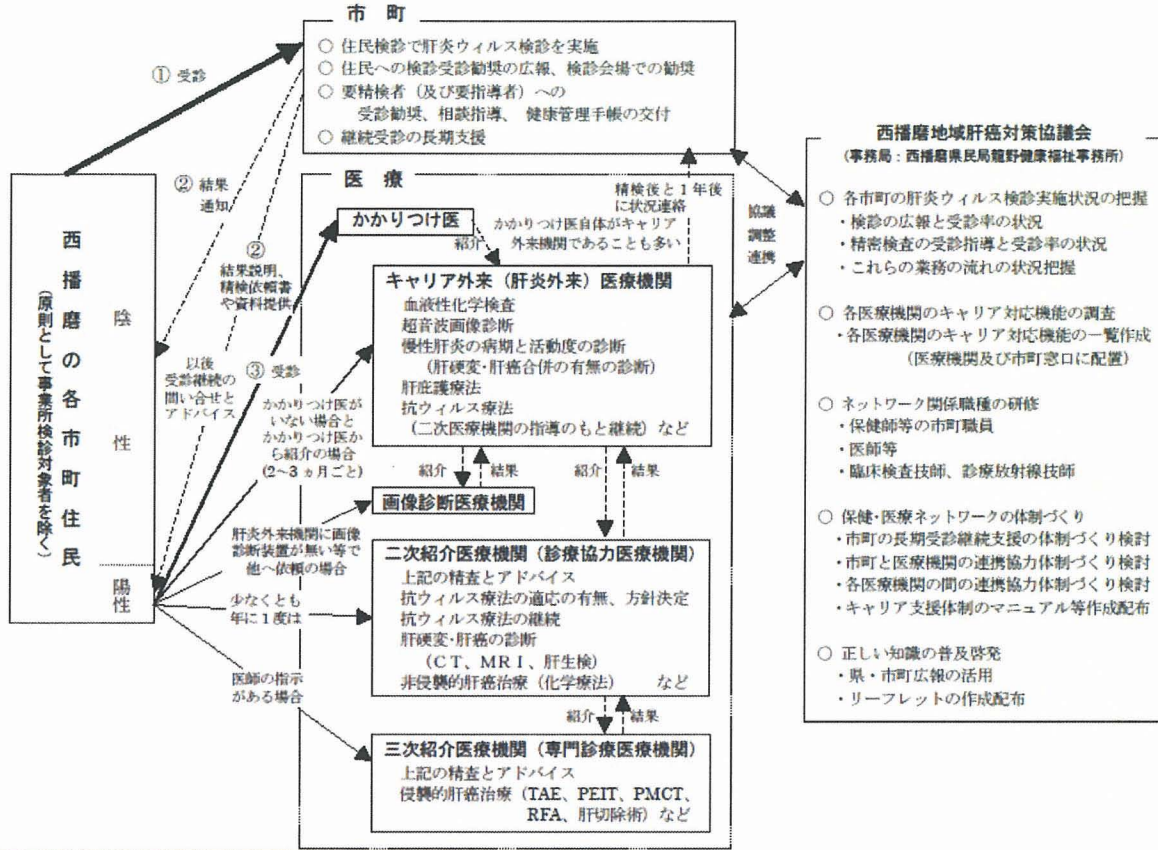 市 町
○ 住民検診で肝炎ウィルス検診を実施
○ 住民への検診受診勧奨の広報、検診会場での勧奨
○ 要精検者（及び要指導者）への
受診勧奨、相談指導、 健康管理手帳の交付
○ 継続受診の長期支援
① 受診
② 結果
通知
②
結果説明、
精検依頼書
や資料提供
以後
受診継続の
問い合せと
アドバイス
西播磨の各市町住民
（原則として事業所検診対象者を除く）
陰
性
陽
性
③ 受診
かかりつけ医が
いない場合と
かかりつけ医か
ら紹介の場合
(2～3ヵ月ごと)
肝炎外来機関に画像
診断装置が無い等で
他へ依頼の場合
少なくとも
年に1度は
医師の指示
がある場合
医 療
かかりつけ医
紹介
精検後と1年後
に状況連絡
かかりつけ医自体がキャリア
外来機関であることも多い
キャリア外来（肝炎外来）医療機関
血液性化学検査
超音波画像診断
慢性肝炎の病期と活動度の診断
（肝硬変・肝癌合併の有無の診断）
肝庇護療法
抗ウィルス療法
（二次医療機関の指導のもと継続）など
紹介 結果
紹介 結果
画像診断医療機関
二次紹介医療機関（診療協力医療機関）
上記の精査とアドバイス
抗ウィルス療法の適応の有無、方針決定
抗ウィルス療法の継続
肝硬変・肝癌の診断
（CT、MRI、肝生検）
非侵襲的肝癌治療（化学療法） など
紹介 結果
三次紹介医療機関（専門診療医療機関）
上記の精査とアドバイス
侵襲的肝癌治療（TAE、PEIT、PMCT、
RFA、肝切除術）など
協議
調整
連携
西播磨地域肝癌対策協議会
（事務局：西播磨県民局龍野健康福祉事務所）
○ 各市町の肝炎ウィルス検診実施状況の把握
・検診の広報と受診率の状況
・精密検査の受診指導と受診率の状況
・これらの業務の流れの状況把握
○ 各医療機関のキャリア対応機能の調査
・各医療機関のキャリア対応機能の一覧作成
（医療機関及び市町窓口に配置）
○ ネットワーク関係職種の研修
・保健師等の市町職員
・医師等
・臨床検査技師、診療放射線技師
○ 保健・医療ネットワークの体制づくり
・市町の長期受診継続支援の体制づくり検討
・市町と医療機関の連携協力体制づくり検討
・各医療機関の間の連携協力体制づくり検討
・キャリア支援体制のマニュアル等作成配布
○ 正しい知識の普及啓発
・県・市町広報の活用
・リーフレットの作成配布